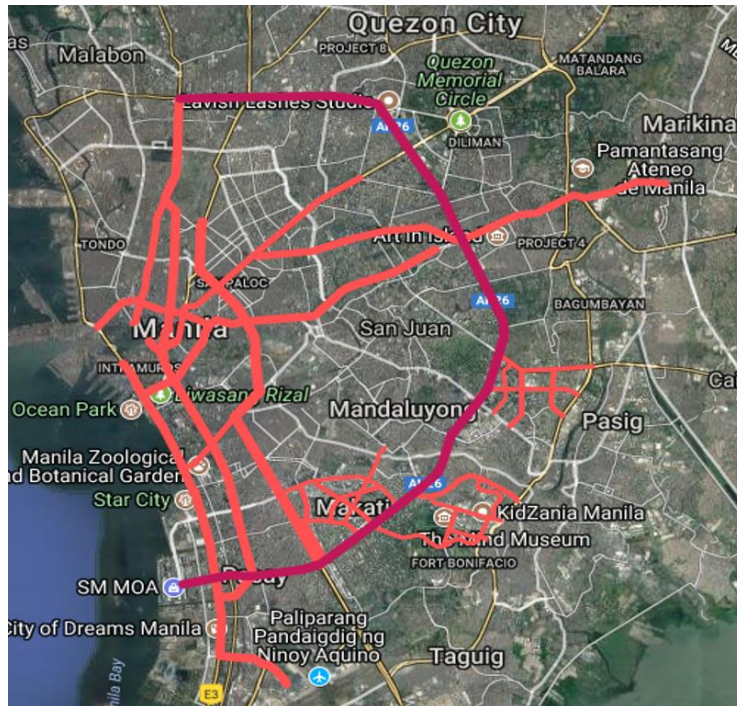 Quezon City
Malabon
PROJECT 8
MATANDANG
BALARA
Quezon
Memorial
Circle
Lavish Lashes Studio
DILIMAN
Marikina
Pamantasang
Ateneo
de Manila
TONDO
Art in Island
PROJECT 4
SAMPALOC
BAGUMBAYAN
Manila
San Juan
INTRAMUROS
Liwasang Rizal
Ocean Park
Mandaluyong
Pasig
Manila Zoological
nd Botanical Garden
Star City
Makati
KidZania Manila
The Mind Museum
FORT BONIFACIO
SM MOA
Pasay
City of Dreams Manila
Paliparang
Pandaigdig ng
Ninoy Aquino
Taguig
E3